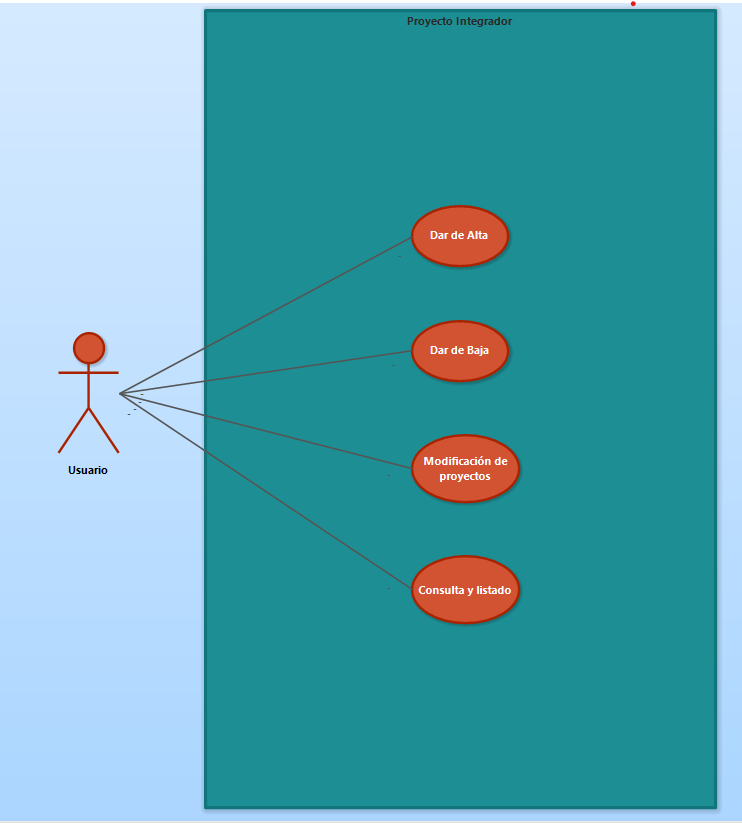 Proyecto Integrador
Dar de Alta
Dar de Baja
Modificación de
proyectos
Consulta y listado
Usuario